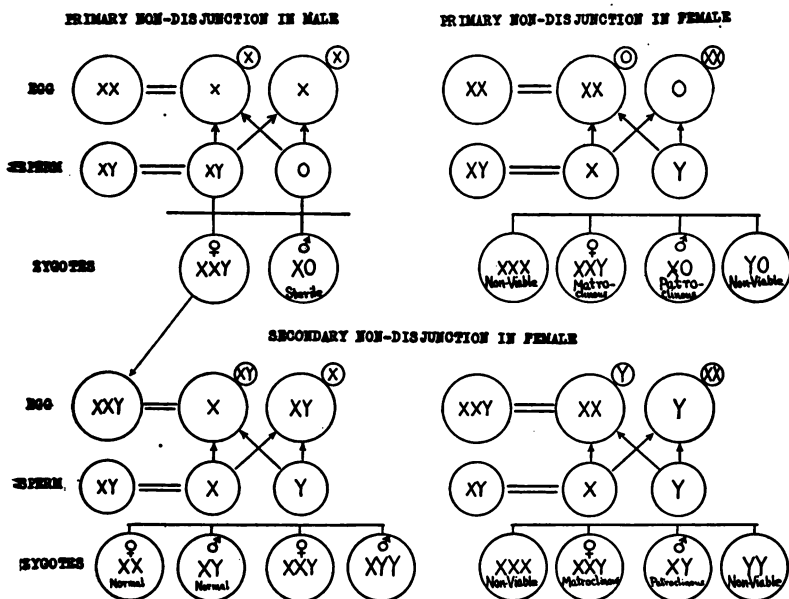 PRIMARY NON-DISJUNCTION IN MALE
PRIMARY NON-DISJUNCTION IN FEMALE
X X O XX
EGG XX X X XX XX O
SPERM XY XY O XY X Y
ZYGOTES
♀ XXY
♂ XO Sterile
XXX Non-Viable
♀ XXY Matro-clinous
♂ XO Patro-clinous
YO Non-Viable
SECONDARY NON-DISJUNCTION IN FEMALE
XY X Y XX
EGG XXY X XY XXY XX Y
SPERM XY X Y XY X Y
ZYGOTES
♀ XX Normal
♂ XY Normal
♀ XXY
♂ XYY
XXX Non-Viable
♀ XXY Matroclinous
♂ XY Patroclinous
YY Non-Viable